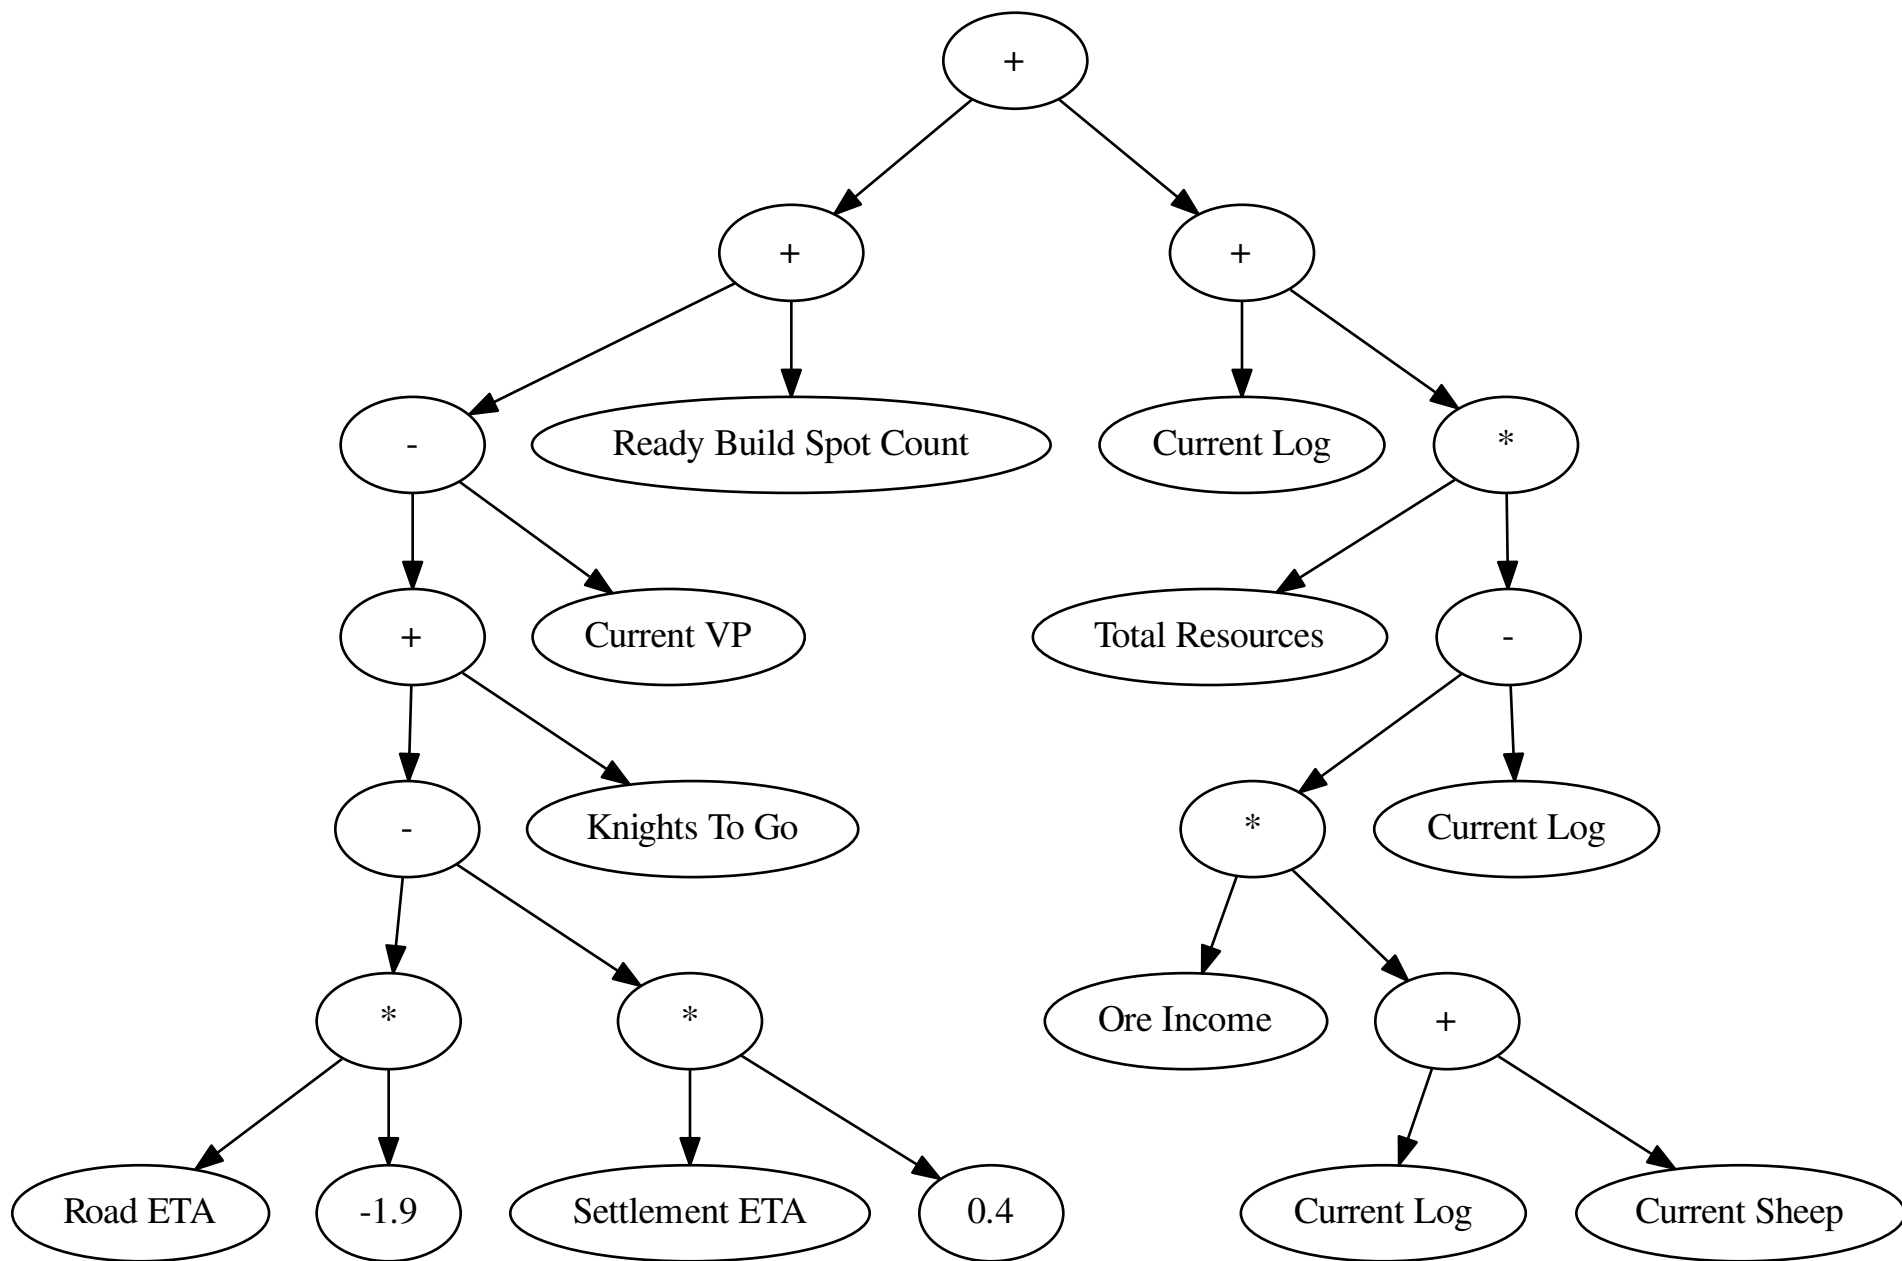 +
+
+
-
Ready Build Spot Count
Current Log
*
+
Current VP
Total Resources
-
-
Knights To Go
*
Current Log
*
*
Ore Income
+
Road ETA
-1.9
Settlement ETA
0.4
Current Log
Current Sheep